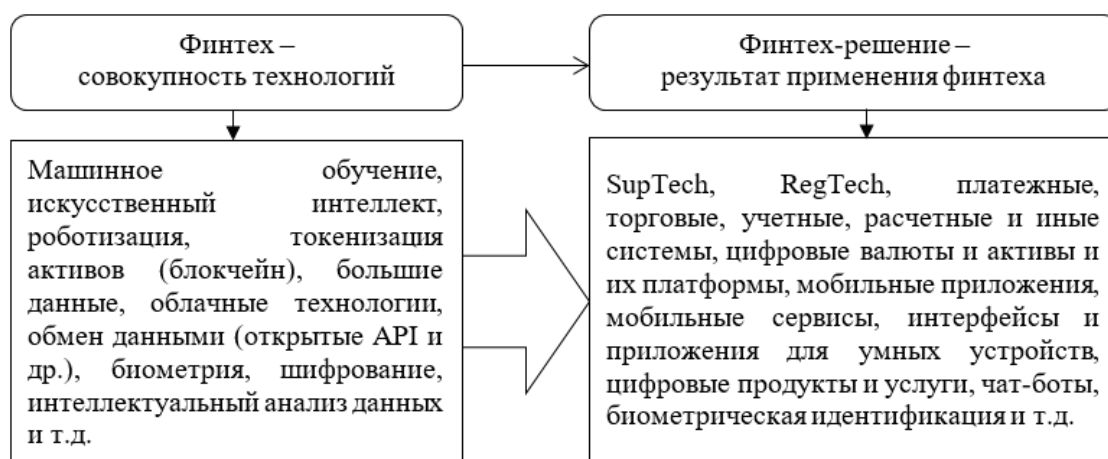 Финтех –
совокупность технологий
Финтех-решение –
результат применения финтеха
Машинное обучение,
искусственный интеллект,
роботизация, токенизация
активов (блокчейн), большие
данные, облачные технологии,
обмен данными (открытые API и
др.), биометрия, шифрование,
интеллектуальный анализ данных
и т.д.
SupTech, RegTech, платежные,
торговые, учетные, расчетные и иные
системы, цифровые валюты и активы и
их платформы, мобильные приложения,
мобильные сервисы, интерфейсы и
приложения для умных устройств,
цифровые продукты и услуги, чат-боты,
биометрическая идентификация и т.д.